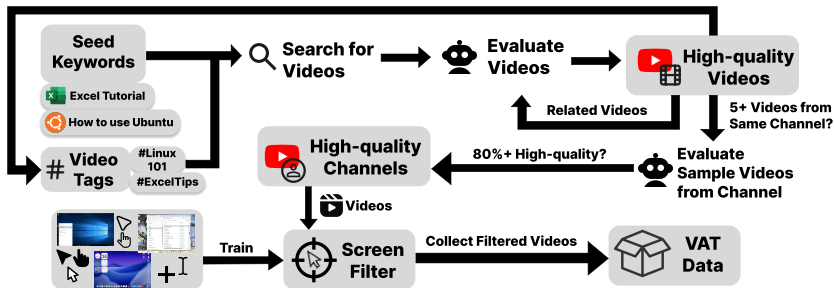 Seed
Keywords
Excel Tutorial
How to use Ubuntu
# Video
Tags
#Linux
101
#ExcelTips
Search for
Videos
Evaluate
Videos
High-quality
Videos
Related Videos
5+ Videos from
Same Channel?
Evaluate
Sample Videos
from Channel
80%+ High-quality?
High-quality
Channels
Videos
Train
Screen
Filter
Collect Filtered Videos
VAT
Data